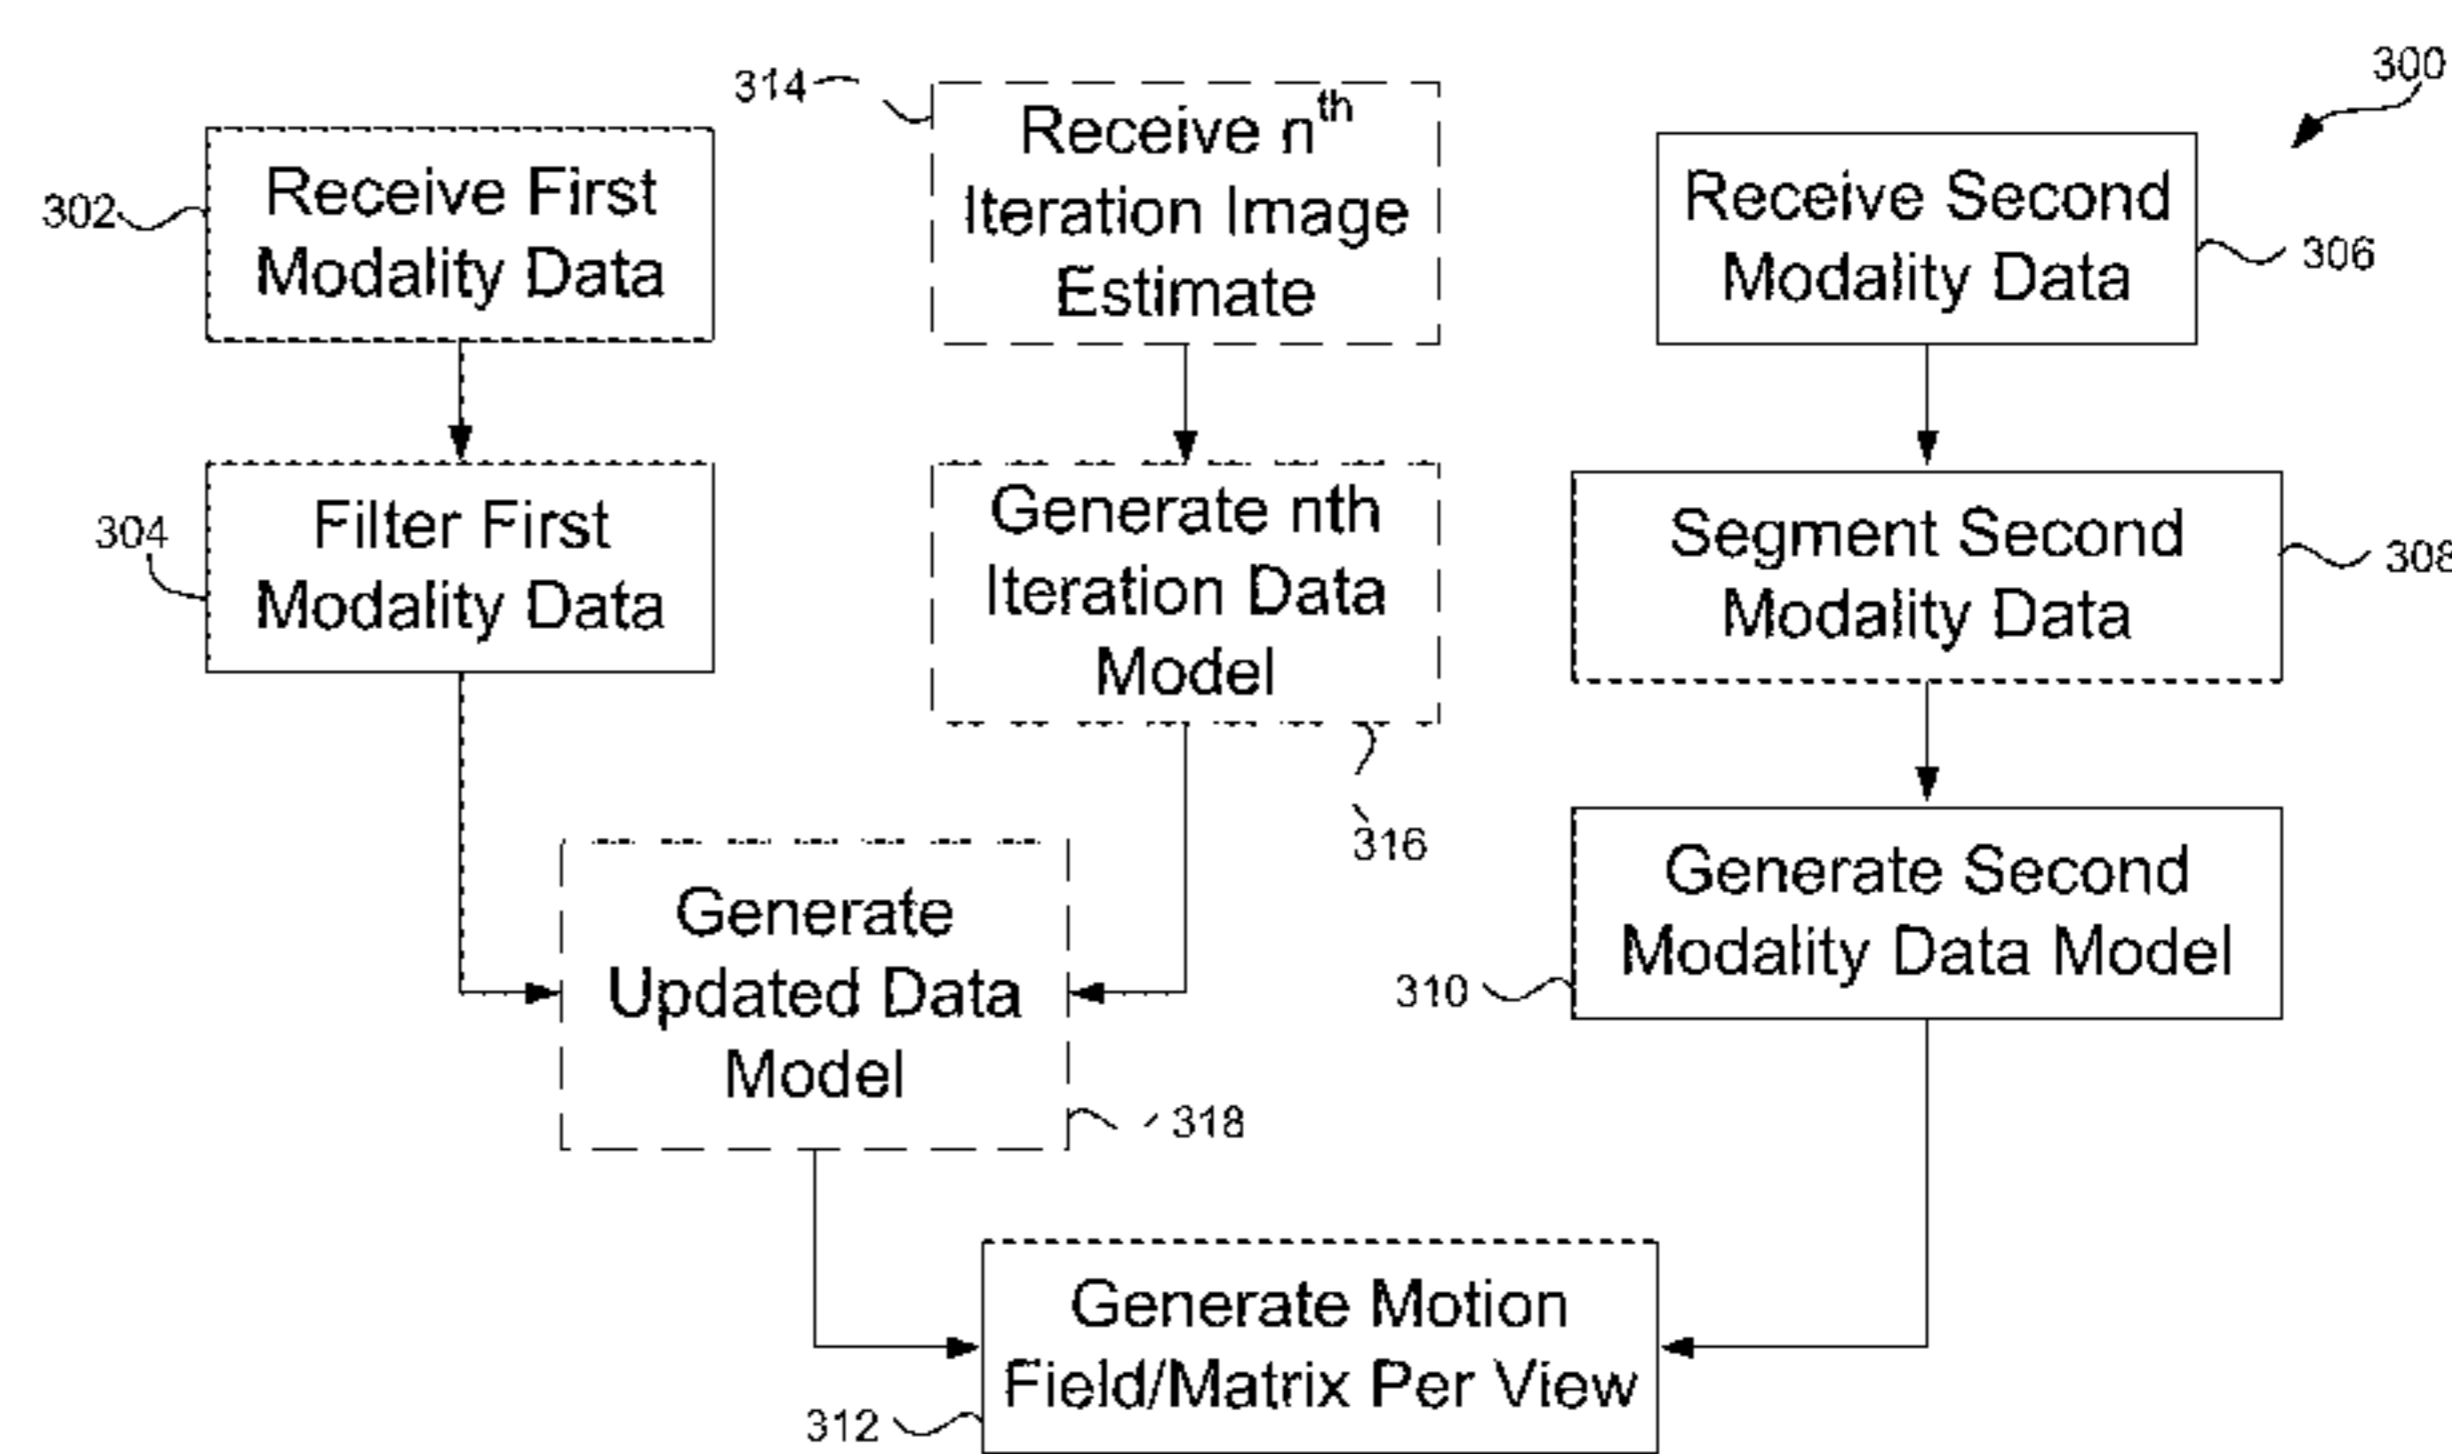 300
314
Receive nth
Iteration Image
Estimate
302
Receive First
Modality Data
Receive Second
Modality Data
306
304
Filter First
Modality Data
Generate nth
Iteration Data
Model
316
Segment Second
Modality Data
308
Generate
Updated Data
Model
318
Generate Second
Modality Data Model
310
Generate Motion
Field/Matrix Per View
312